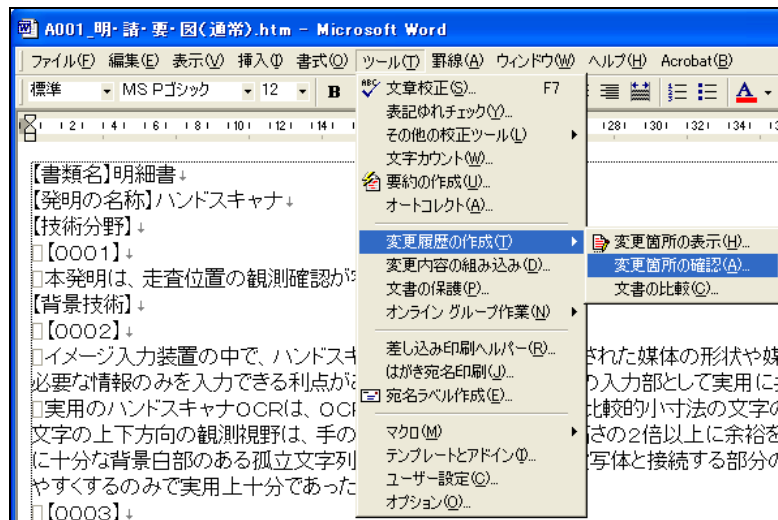 A001_明・請・要・図(通常).htm - Microsoft Word
ファイル(F) 編集(E) 表示(V) 挿入(I) 書式(O) ツール(T) 罫線(A) ウィンドウ(W) ヘルプ(H) Acrobat(B)
標準 MS Pゴシック 12 B A
文章校正(S)... F7
表記ゆれチェック(Y)...
その他の校正ツール(L)
文字カウント(W)...
要約の作成(U)...
オートコレクト(A)...
変更履歴の作成(T)
変更内容の組み込み(D)...
文書の保護(P)...
オンライン グループ作業(N)
差し込み印刷ヘルパー(R)...
はがき宛名印刷(J)...
宛名ラベル作成(E)...
マクロ(M)
テンプレートとアドイン(I)...
ユーザー設定(C)...
オプション(O)...
変更箇所の表示(H)...
変更箇所の確認(A)...
文書の比較(C)...
|2| |4| |6| |8| |10| |12| |14| |28| |30| |32| |34|
【書類名】明細書↓
【発明の名称】ハンドスキャナ↓
【技術分野】↓
【0001】↓
本発明は、走査位置の観測確認が
【背景技術】↓
【0002】↓
イメージ入力装置の中で、ハンドスキ された媒体の形状や媒
必要な情報のみを入力できる利点が の入力部として実用に
実用のハンドスキャナOCRは、OC 比較的小寸法の文字の
文字の上下方向の観測視野は、手の さの2倍以上に余裕を
に十分な背景白部のある孤立文字列 写体と接続する部分の
やすくするのみで実用上十分であった
【0003】↓